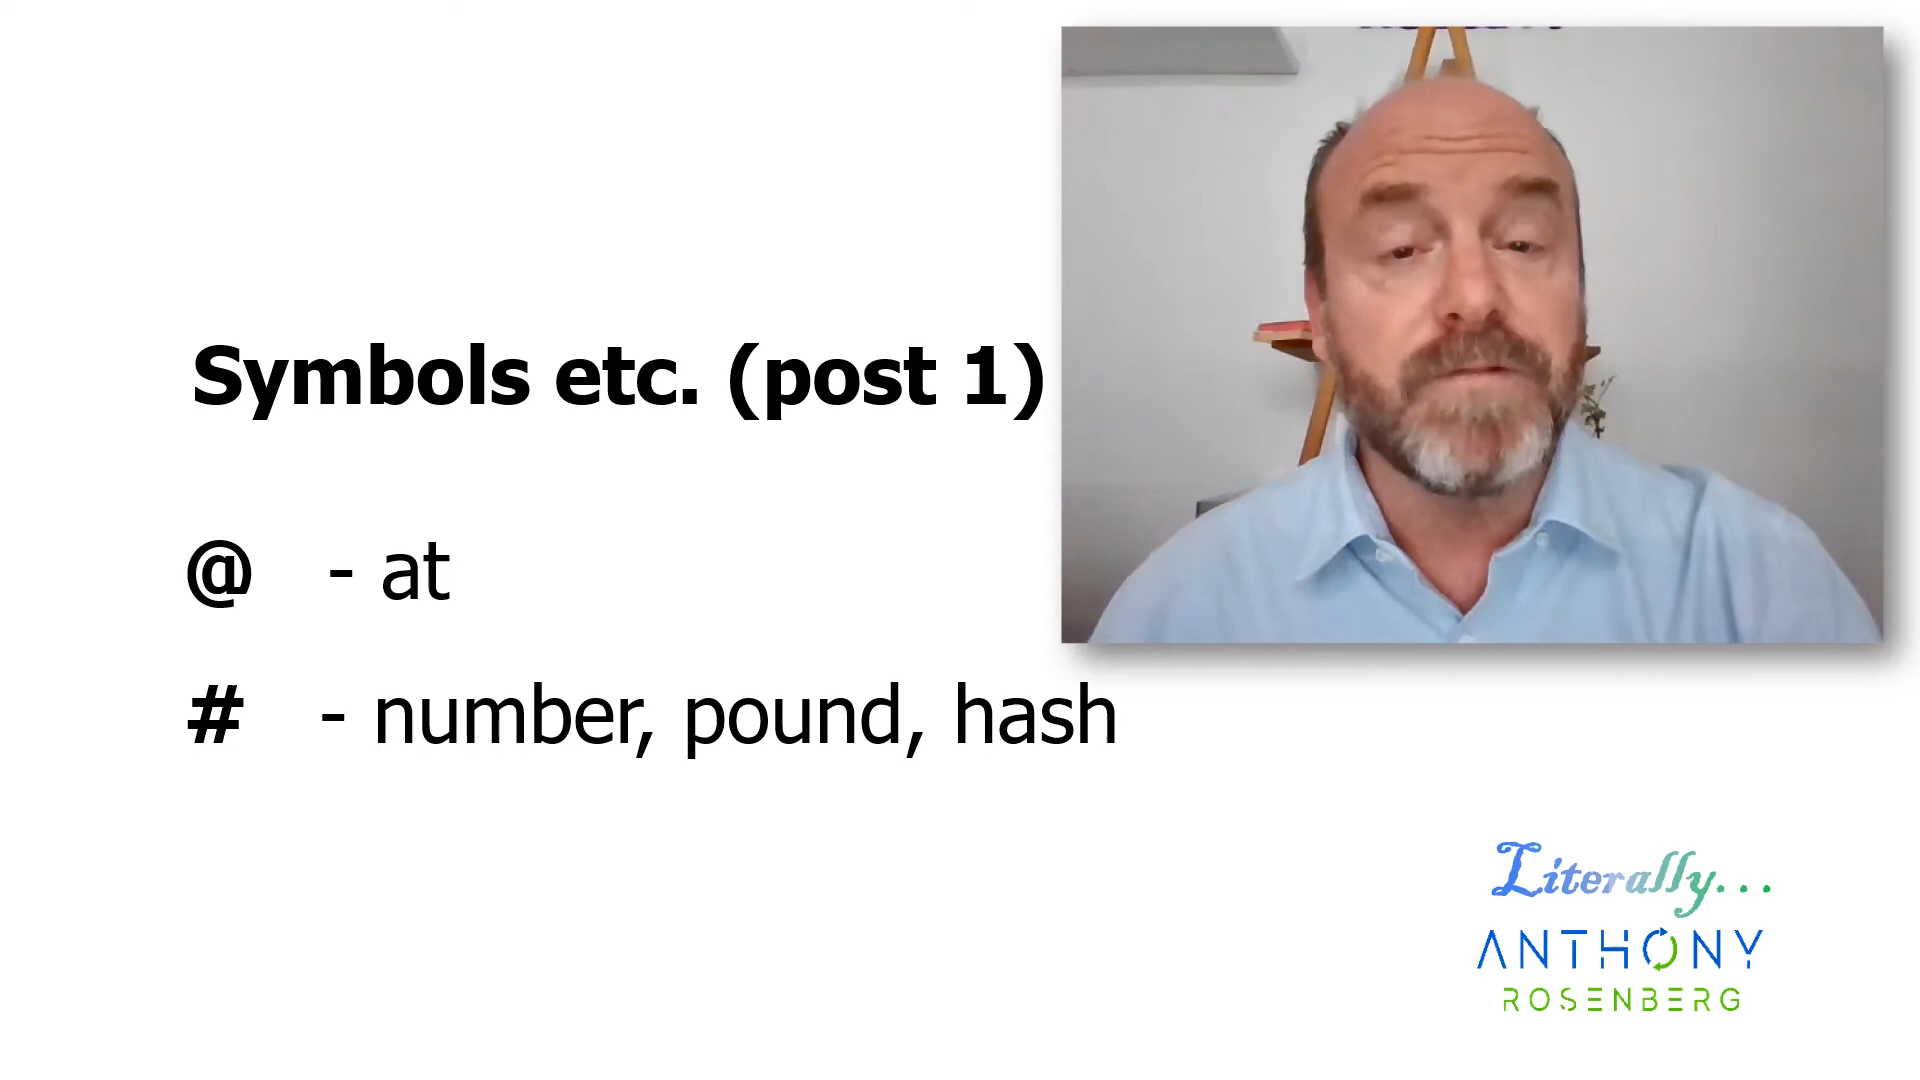 Symbols etc. (post 1)
@ - at
# - number, pound, hash
Literally...
ANTHONY
ROSENBERG